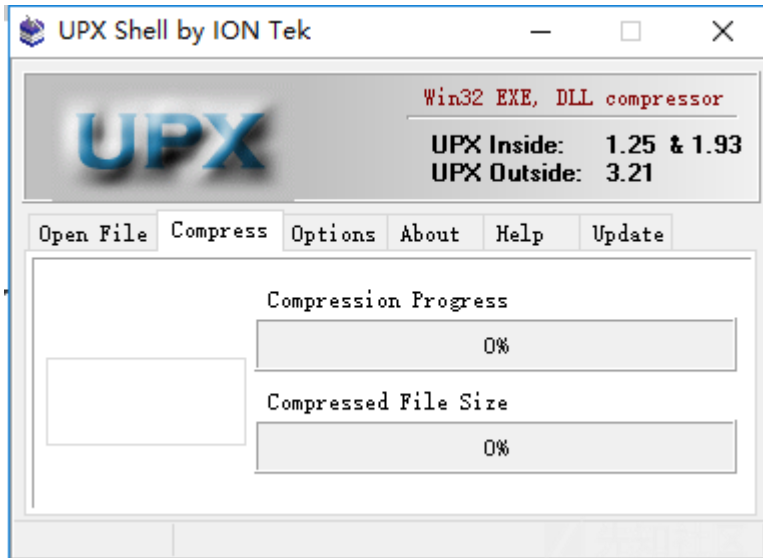 UPX Shell by ION Tek
UPX
Win32 EXE, DLL compressor
UPX Inside: 1.25 & 1.93
UPX Outside: 3.21
Open File Compress Options About Help Update
Compression Progress
0%
Compressed File Size
0%